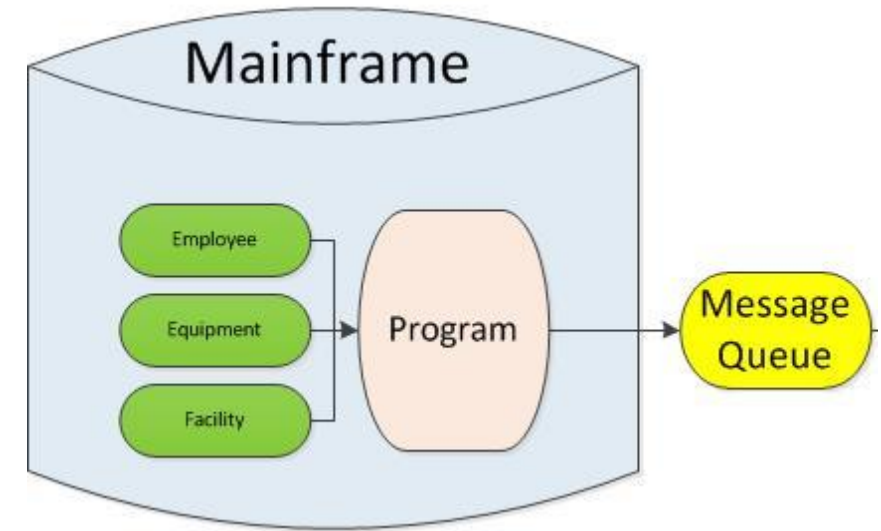 Mainframe
Employee
Equipment
Facility
Program
Message
Queue